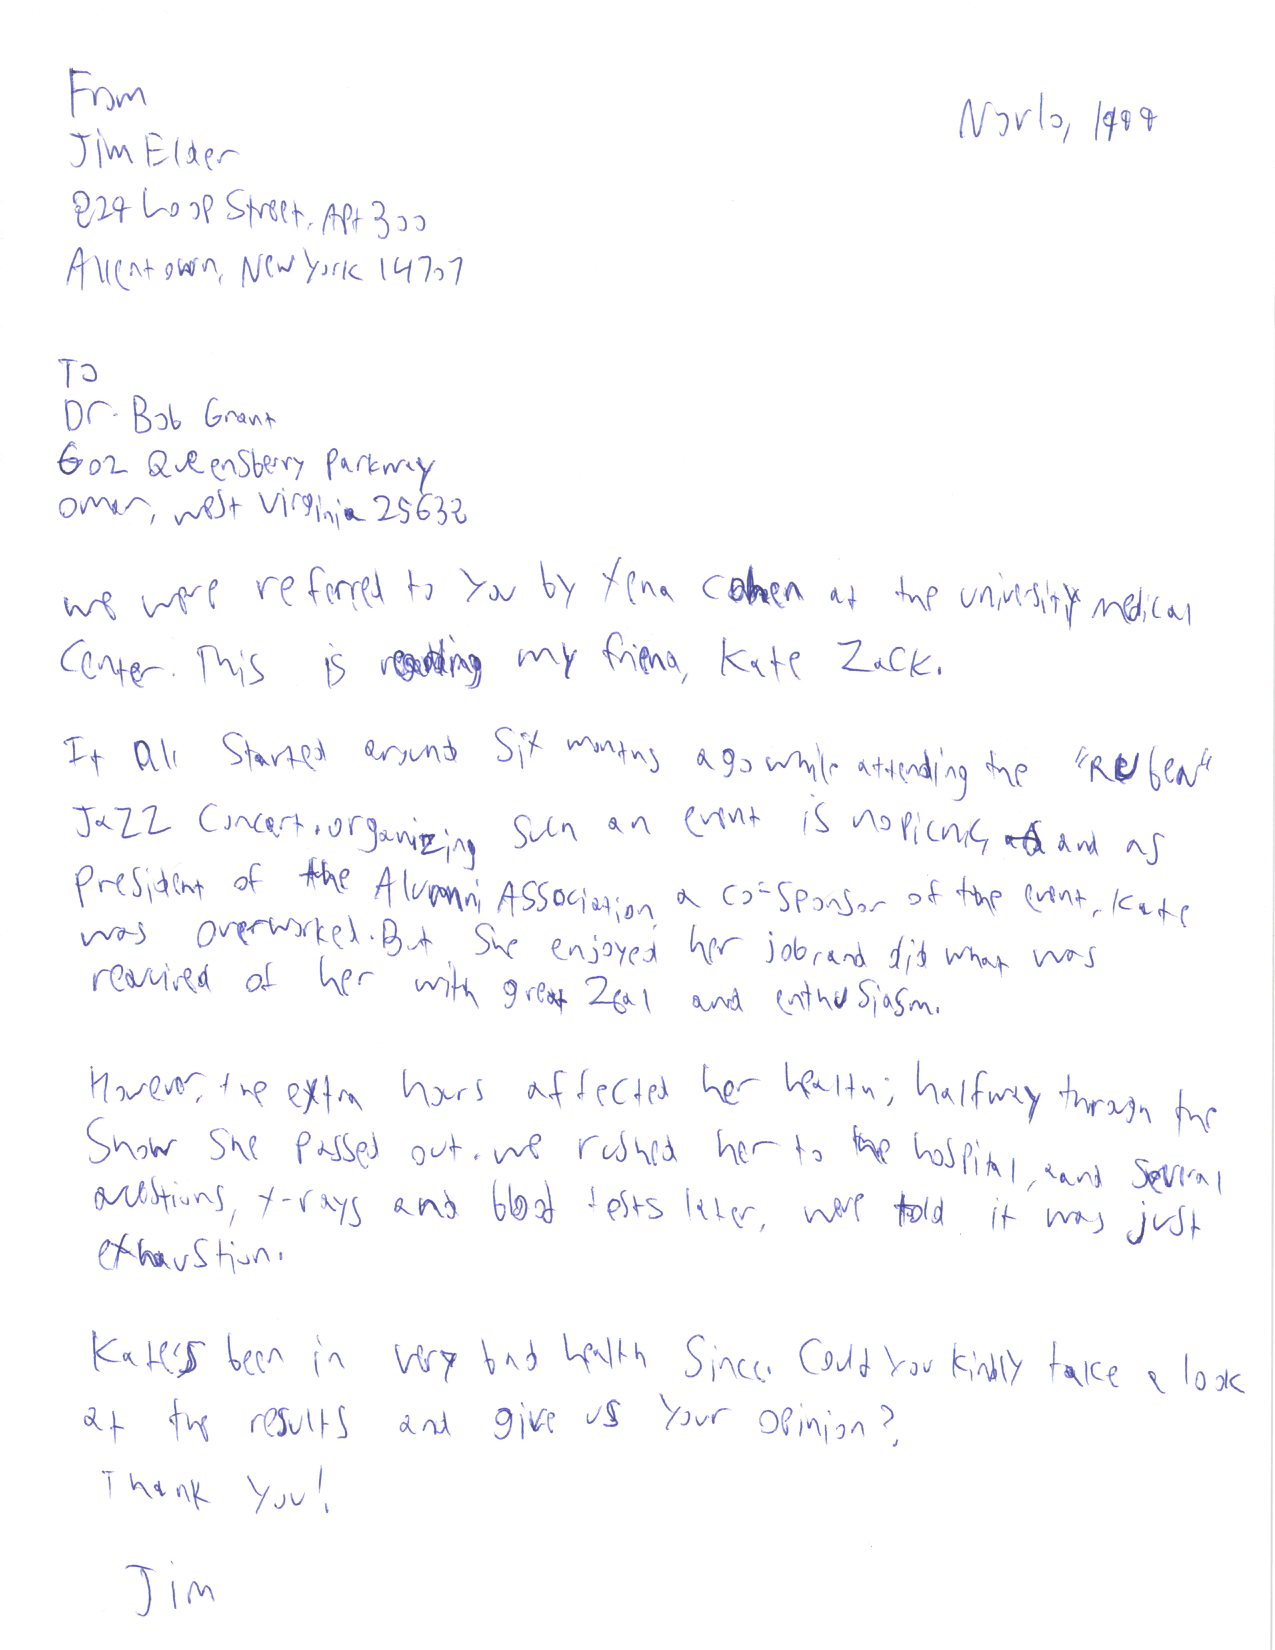 From
Nov 10, 1999
Jim Elder
829 Loop Street, Apt 300
Allentown, New York 14707
To
Dr. Bob Grant
602 Queensberry Parkway
Omar, West Virginia 25638
We were referred to you by Xena Cohen at the University Medical
Center. This is regarding my friend, Kate Zack.
It all started around six months ago while attending the "Rubeq"
Jazz Concert. Organizing such an event is no picnic, and as
President of the Alumni Association, a co-sponsor of the event, Kate
was overworked. But she enjoyed her job, and did what was
required of her with great zeal and enthusiasm.
However, the extra hours affected her health; halfway through the
show she passed out. We rushed her to the hospital, and several
questions, x-rays and blood tests later, were told it was just
exhaustion.
Kate's been in very bad health since. Could you kindly take a look
at the results and give us your opinion?
Thank you!
Jim